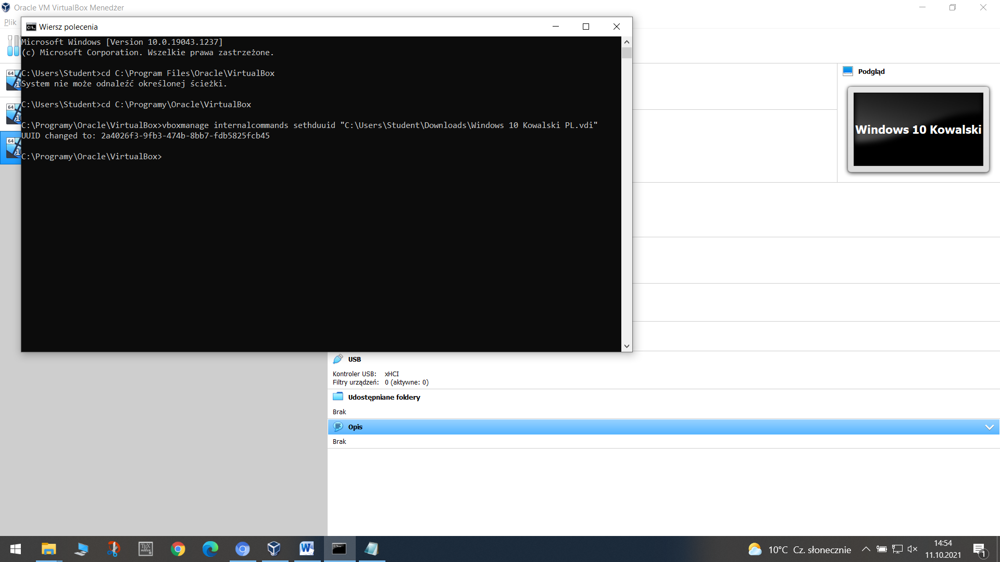 Oracle VM VirtualBox Menedżer
Plik
Wiersz polecenia
Microsoft Windows [Version 10.0.19043.1237]
(c) Microsoft Corporation. Wszelkie prawa zastrzeżone.
C:\Users\Student>cd C:\Program Files\Oracle\VirtualBox
System nie może odnaleźć określonej ścieżki.
C:\Users\Student>cd C:\Programy\Oracle\VirtualBox
C:\Programy\Oracle\VirtualBox>vboxmanage internalcommands sethduuid "C:\Users\Student\Downloads\Windows 10 Kowalski PL.vdi"
UUID changed to: 2a4026f3-9fb3-474b-8bb7-fdb5825fcb45
C:\Programy\Oracle\VirtualBox>
64
64
64
Podgląd
Windows 10 Kowalski
USB
Kontroler USB: xHCI
Filtry urządzeń: 0 (aktywne: 0)
Udostępniane foldery
Brak
Opis
Brak
10°C Cz. słonecznie
14:54
11.10.2021
1